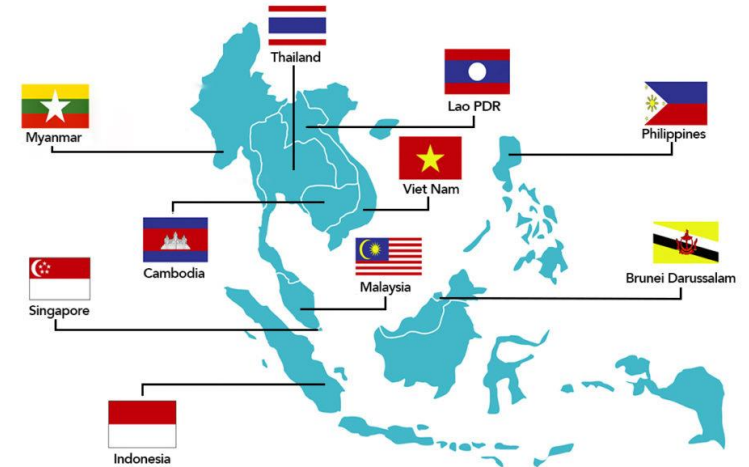 Thailand
Lao PDR
Myanmar
Philippines
Viet Nam
Cambodia
Malaysia
Brunei Darussalam
Singapore
Indonesia